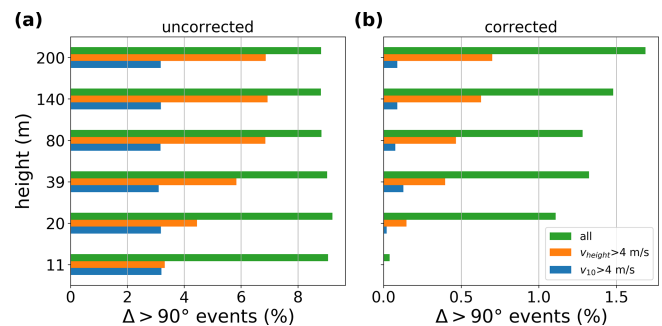 (a)
uncorrected
200
140
80
39
20
11
height (m)
0
2
4
6
8
Δ > 90° events (%)
(b)
corrected
0.0
0.5
1.0
1.5
Δ > 90° events (%)
all
v_height>4 m/s
v_10>4 m/s